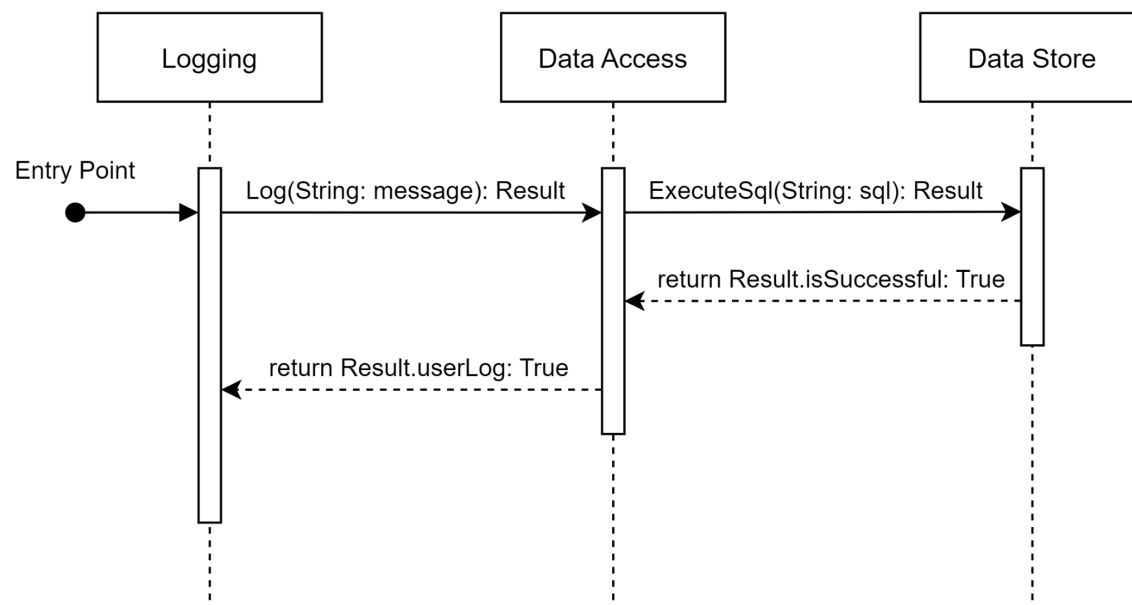 Logging
Data Access
Data Store
Entry Point
Log(String: message): Result
ExecuteSql(String: sql): Result
return Result.isSuccessful: True
return Result.userLog: True